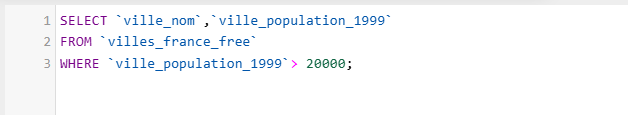 1 SELECT `ville_nom`,`ville_population_1999`
2 FROM `villes_france_free`
3 WHERE `ville_population_1999`> 20000;